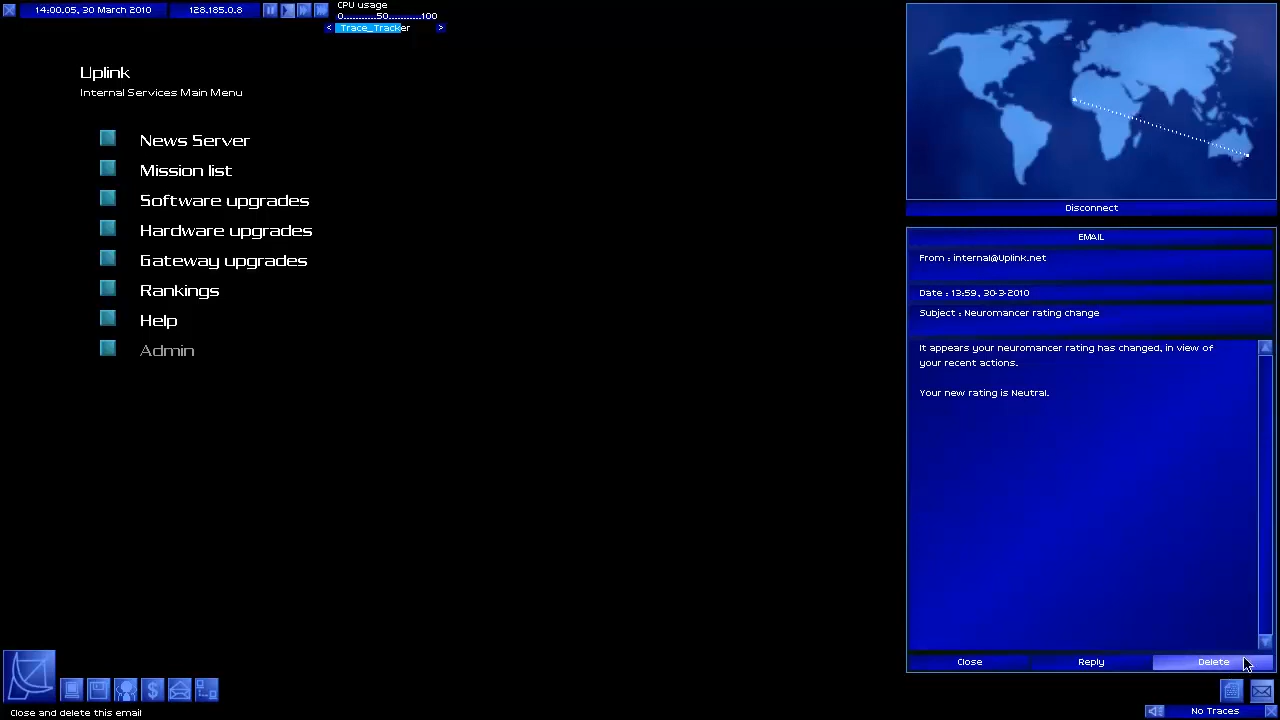 14:00.05, 30 March 2010
128.185.0.8
CPU usage
0...........50...........100
< Trace_Tracker >
Uplink
Internal Services Main Menu
News Server
Mission list
Software upgrades
Hardware upgrades
Gateway upgrades
Rankings
Help
Admin
Disconnect
EMAIL
From : internal@Uplink.net
Date : 13:59, 30-3-2010
Subject : Neuromancer rating change
It appears your neuromancer rating has changed, in view of
your recent actions.
Your new rating is Neutral.
Close
Reply
Delete
Close and delete this email
No Traces